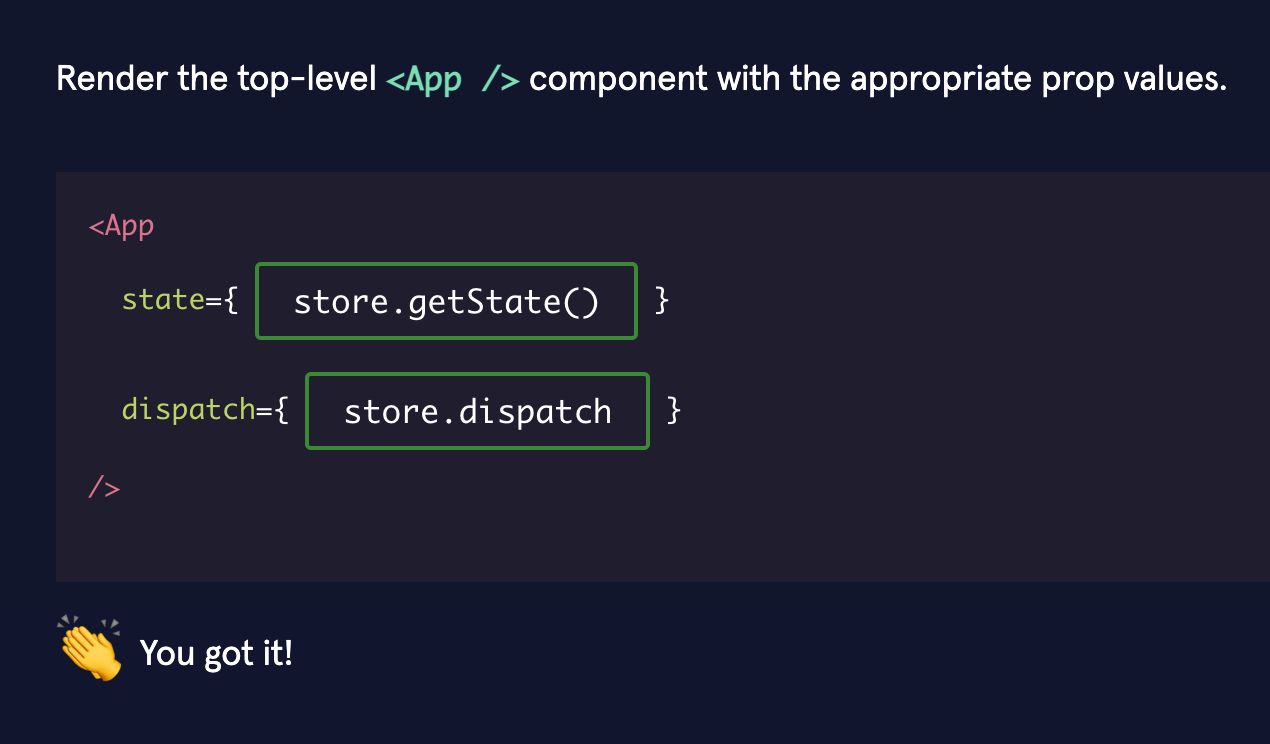 Render the top-level <App /> component with the appropriate prop values.
<App
state={ store.getState() }
dispatch={ store.dispatch }
/>
You got it!